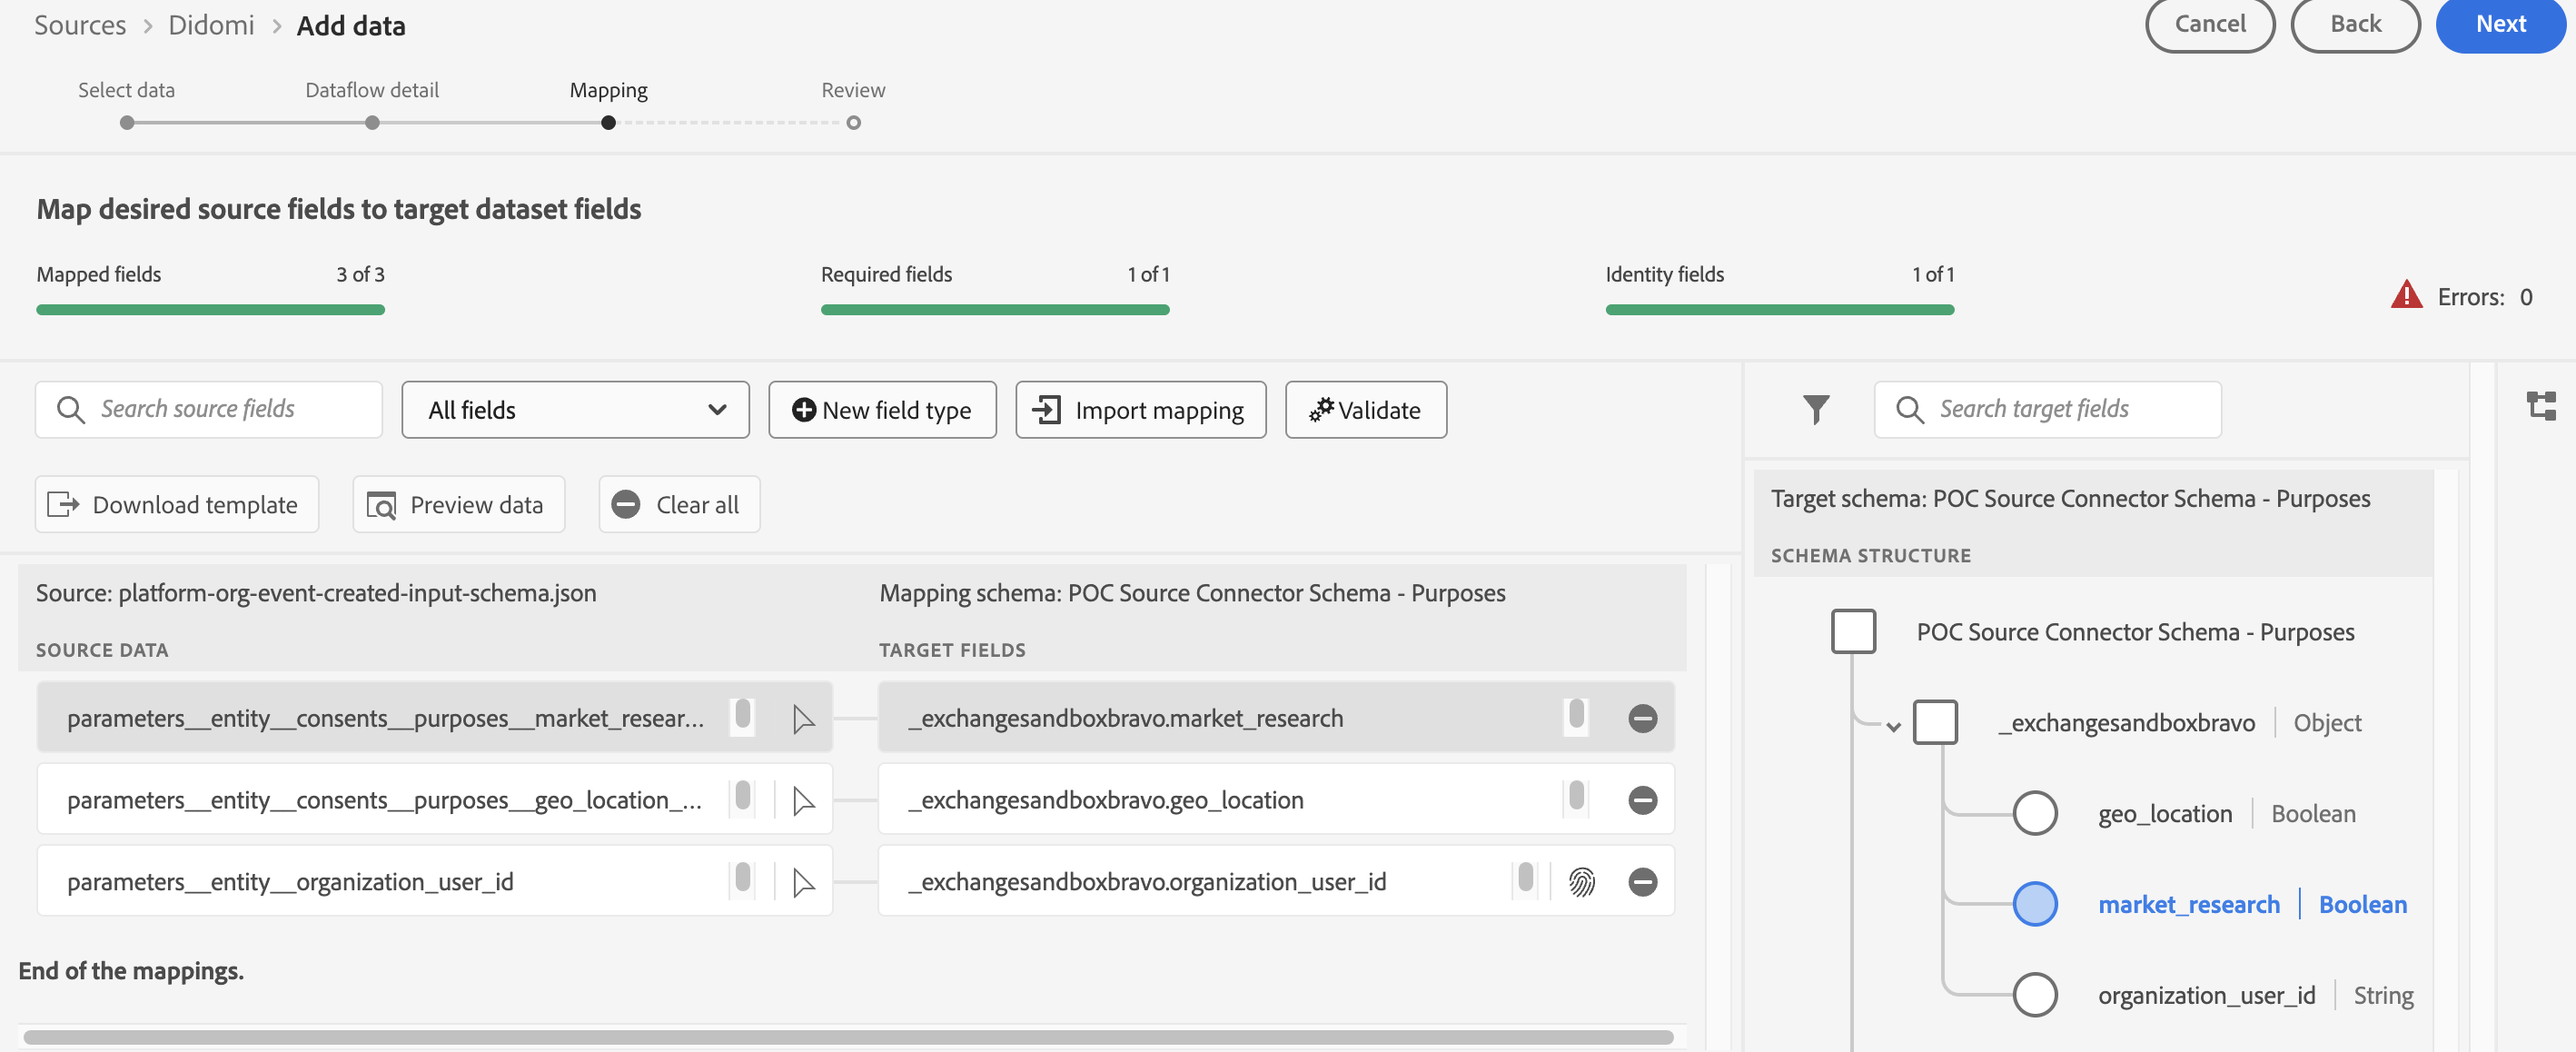 Sources > Didomi > Add data
Cancel Back Next
Select data Dataflow detail Mapping Review
Map desired source fields to target dataset fields
Mapped fields 3 of 3 Required fields 1 of 1 Identity fields 1 of 1
Errors: 0
Search source fields All fields New field type Import mapping Validate
Download template Preview data Clear all
Source: platform-org-event-created-input-schema.json Mapping schema: POC Source Connector Schema - Purposes
SOURCE DATA TARGET FIELDS
parameters__entity__consents__purposes__market_resear... _exchangesandboxbravo.market_research
parameters__entity__consents__purposes__geo_location_... _exchangesandboxbravo.geo_location
parameters__entity__organization_user_id _exchangesandboxbravo.organization_user_id
End of the mappings.
Search target fields
Target schema: POC Source Connector Schema - Purposes
SCHEMA STRUCTURE
POC Source Connector Schema - Purposes
_exchangesandboxbravo Object
geo_location Boolean
market_research Boolean
organization_user_id String